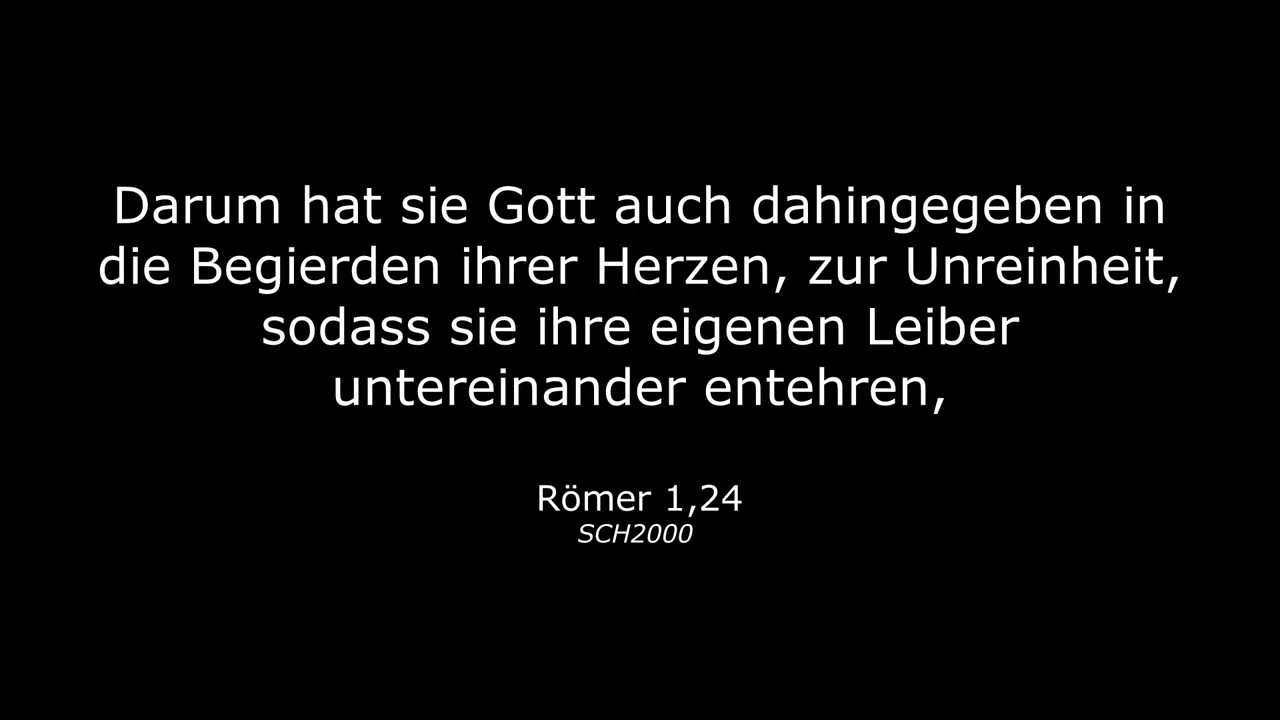 Darum hat sie Gott auch dahingegeben in
die Begierden ihrer Herzen, zur Unreinheit,
sodass sie ihre eigenen Leiber
untereinander entehren,
Römer 1,24
SCH2000